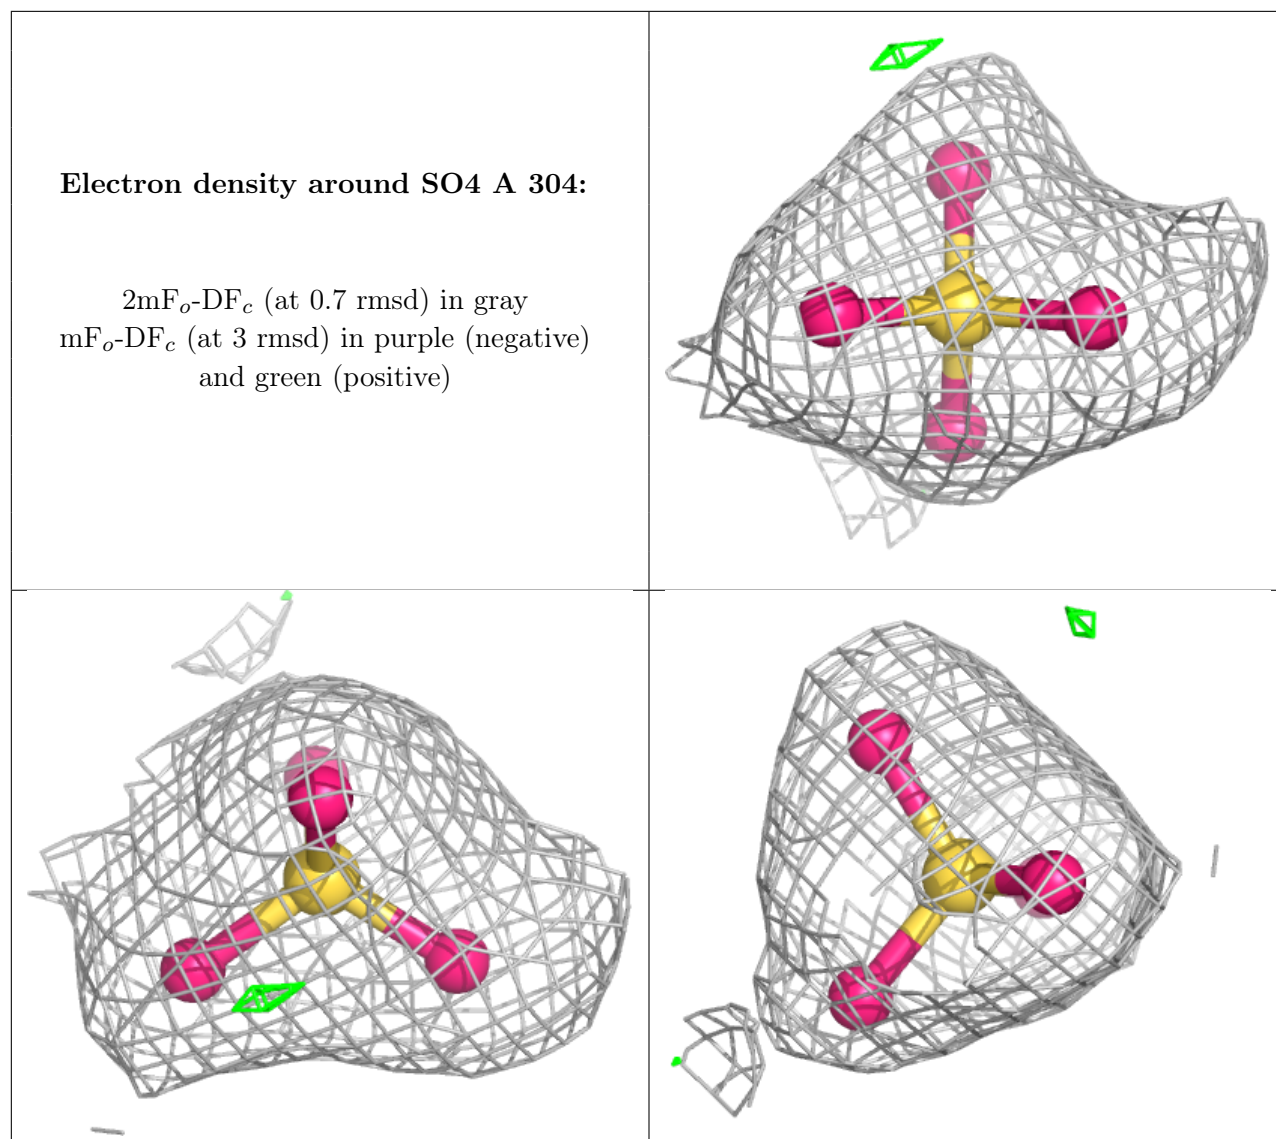 Electron density around SO4 A 304:
2mFₒ-DF𝒸 (at 0.7 rmsd) in gray
mFₒ-DF𝒸 (at 3 rmsd) in purple (negative)
and green (positive)